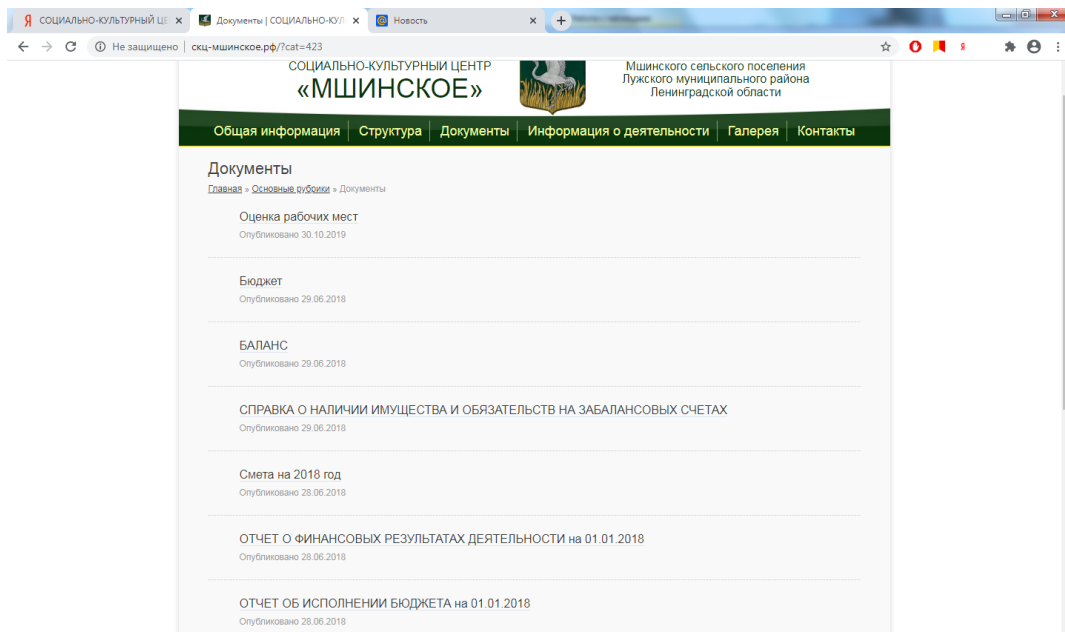 Я СОЦИАЛЬНО-КУЛЬТУРНЫЙ ЦЕ
Документы | СОЦИАЛЬНО-КУЛ
Новость
Не защищено | скц-мшинское.рф/?cat=423
СОЦИАЛЬНО-КУЛЬТУРНЫЙ ЦЕНТР
«МШИНСКОЕ»
Мшинского сельского поселения
Лужского муниципального района
Ленинградской области
Общая информация Структура Документы Информация о деятельности Галерея Контакты
Документы
Главная » Основные рубрики » Документы
Оценка рабочих мест
Опубликовано 30.10.2019
Бюджет
Опубликовано 29.06.2018
БАЛАНС
Опубликовано 29.06.2018
СПРАВКА О НАЛИЧИИ ИМУЩЕСТВА И ОБЯЗАТЕЛЬСТВ НА ЗАБАЛАНСОВЫХ СЧЕТАХ
Опубликовано 29.06.2018
Смета на 2018 год
Опубликовано 28.06.2018
ОТЧЕТ О ФИНАНСОВЫХ РЕЗУЛЬТАТАХ ДЕЯТЕЛЬНОСТИ на 01.01.2018
Опубликовано 28.06.2018
ОТЧЕТ ОБ ИСПОЛНЕНИИ БЮДЖЕТА на 01.01.2018
Опубликовано 28.06.2018